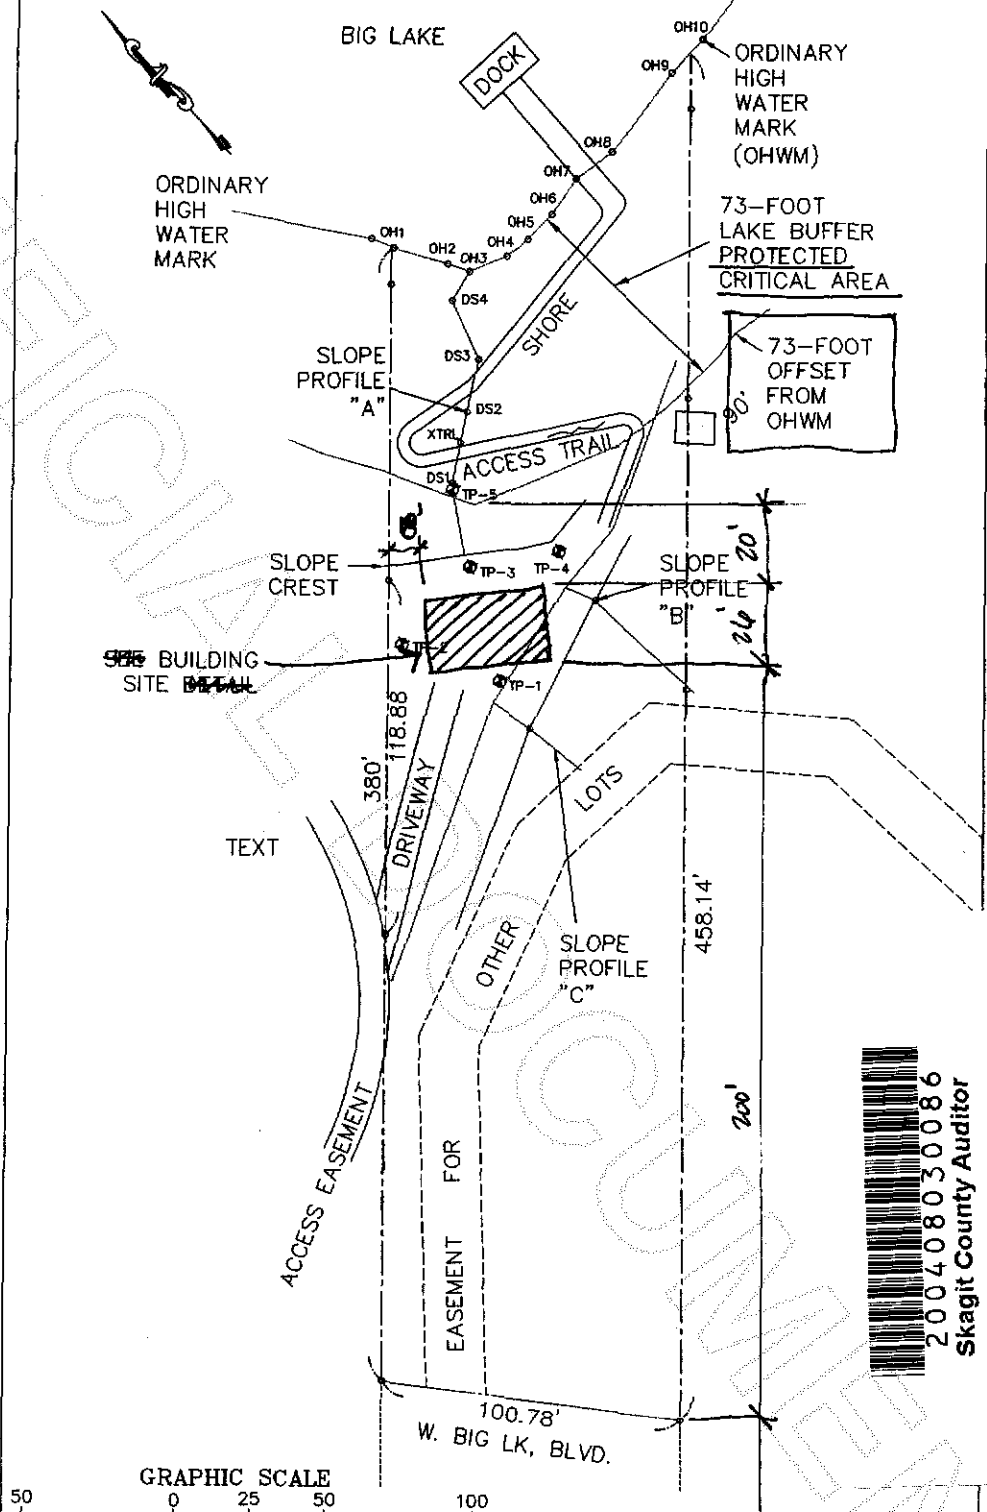 BIG LAKE
DOCK
OH10
OH9
ORDINARY
HIGH
WATER
MARK
(OHWM)
OH8
OH7
OH6
OH5
OH4
OH3
OH2
OH1
ORDINARY
HIGH
WATER
MARK
73-FOOT
LAKE BUFFER
PROTECTED
CRITICAL AREA
DS4
SHORE
DS3
SLOPE
PROFILE
"A"
DS2
XTRL
73-FOOT
OFFSET
FROM
OHWM
90'
ACCESS TRAIL
DS1
TP-5
SLOPE
CREST
TP-3
TP-4
20'
SLOPE
PROFILE
"B"
26'
BUILDING
SITE
TP-1
118.88
380'
DRIVEWAY
LOTS
TEXT
OTHER
SLOPE
PROFILE
"C"
458.14'
200'
ACCESS EASEMENT
EASEMENT FOR
100.78'
W. BIG LK, BLVD.
200408030086
Skagit County Auditor
UNOFFICIAL DOCUMENT
GRAPHIC SCALE
50 0 25 50 100